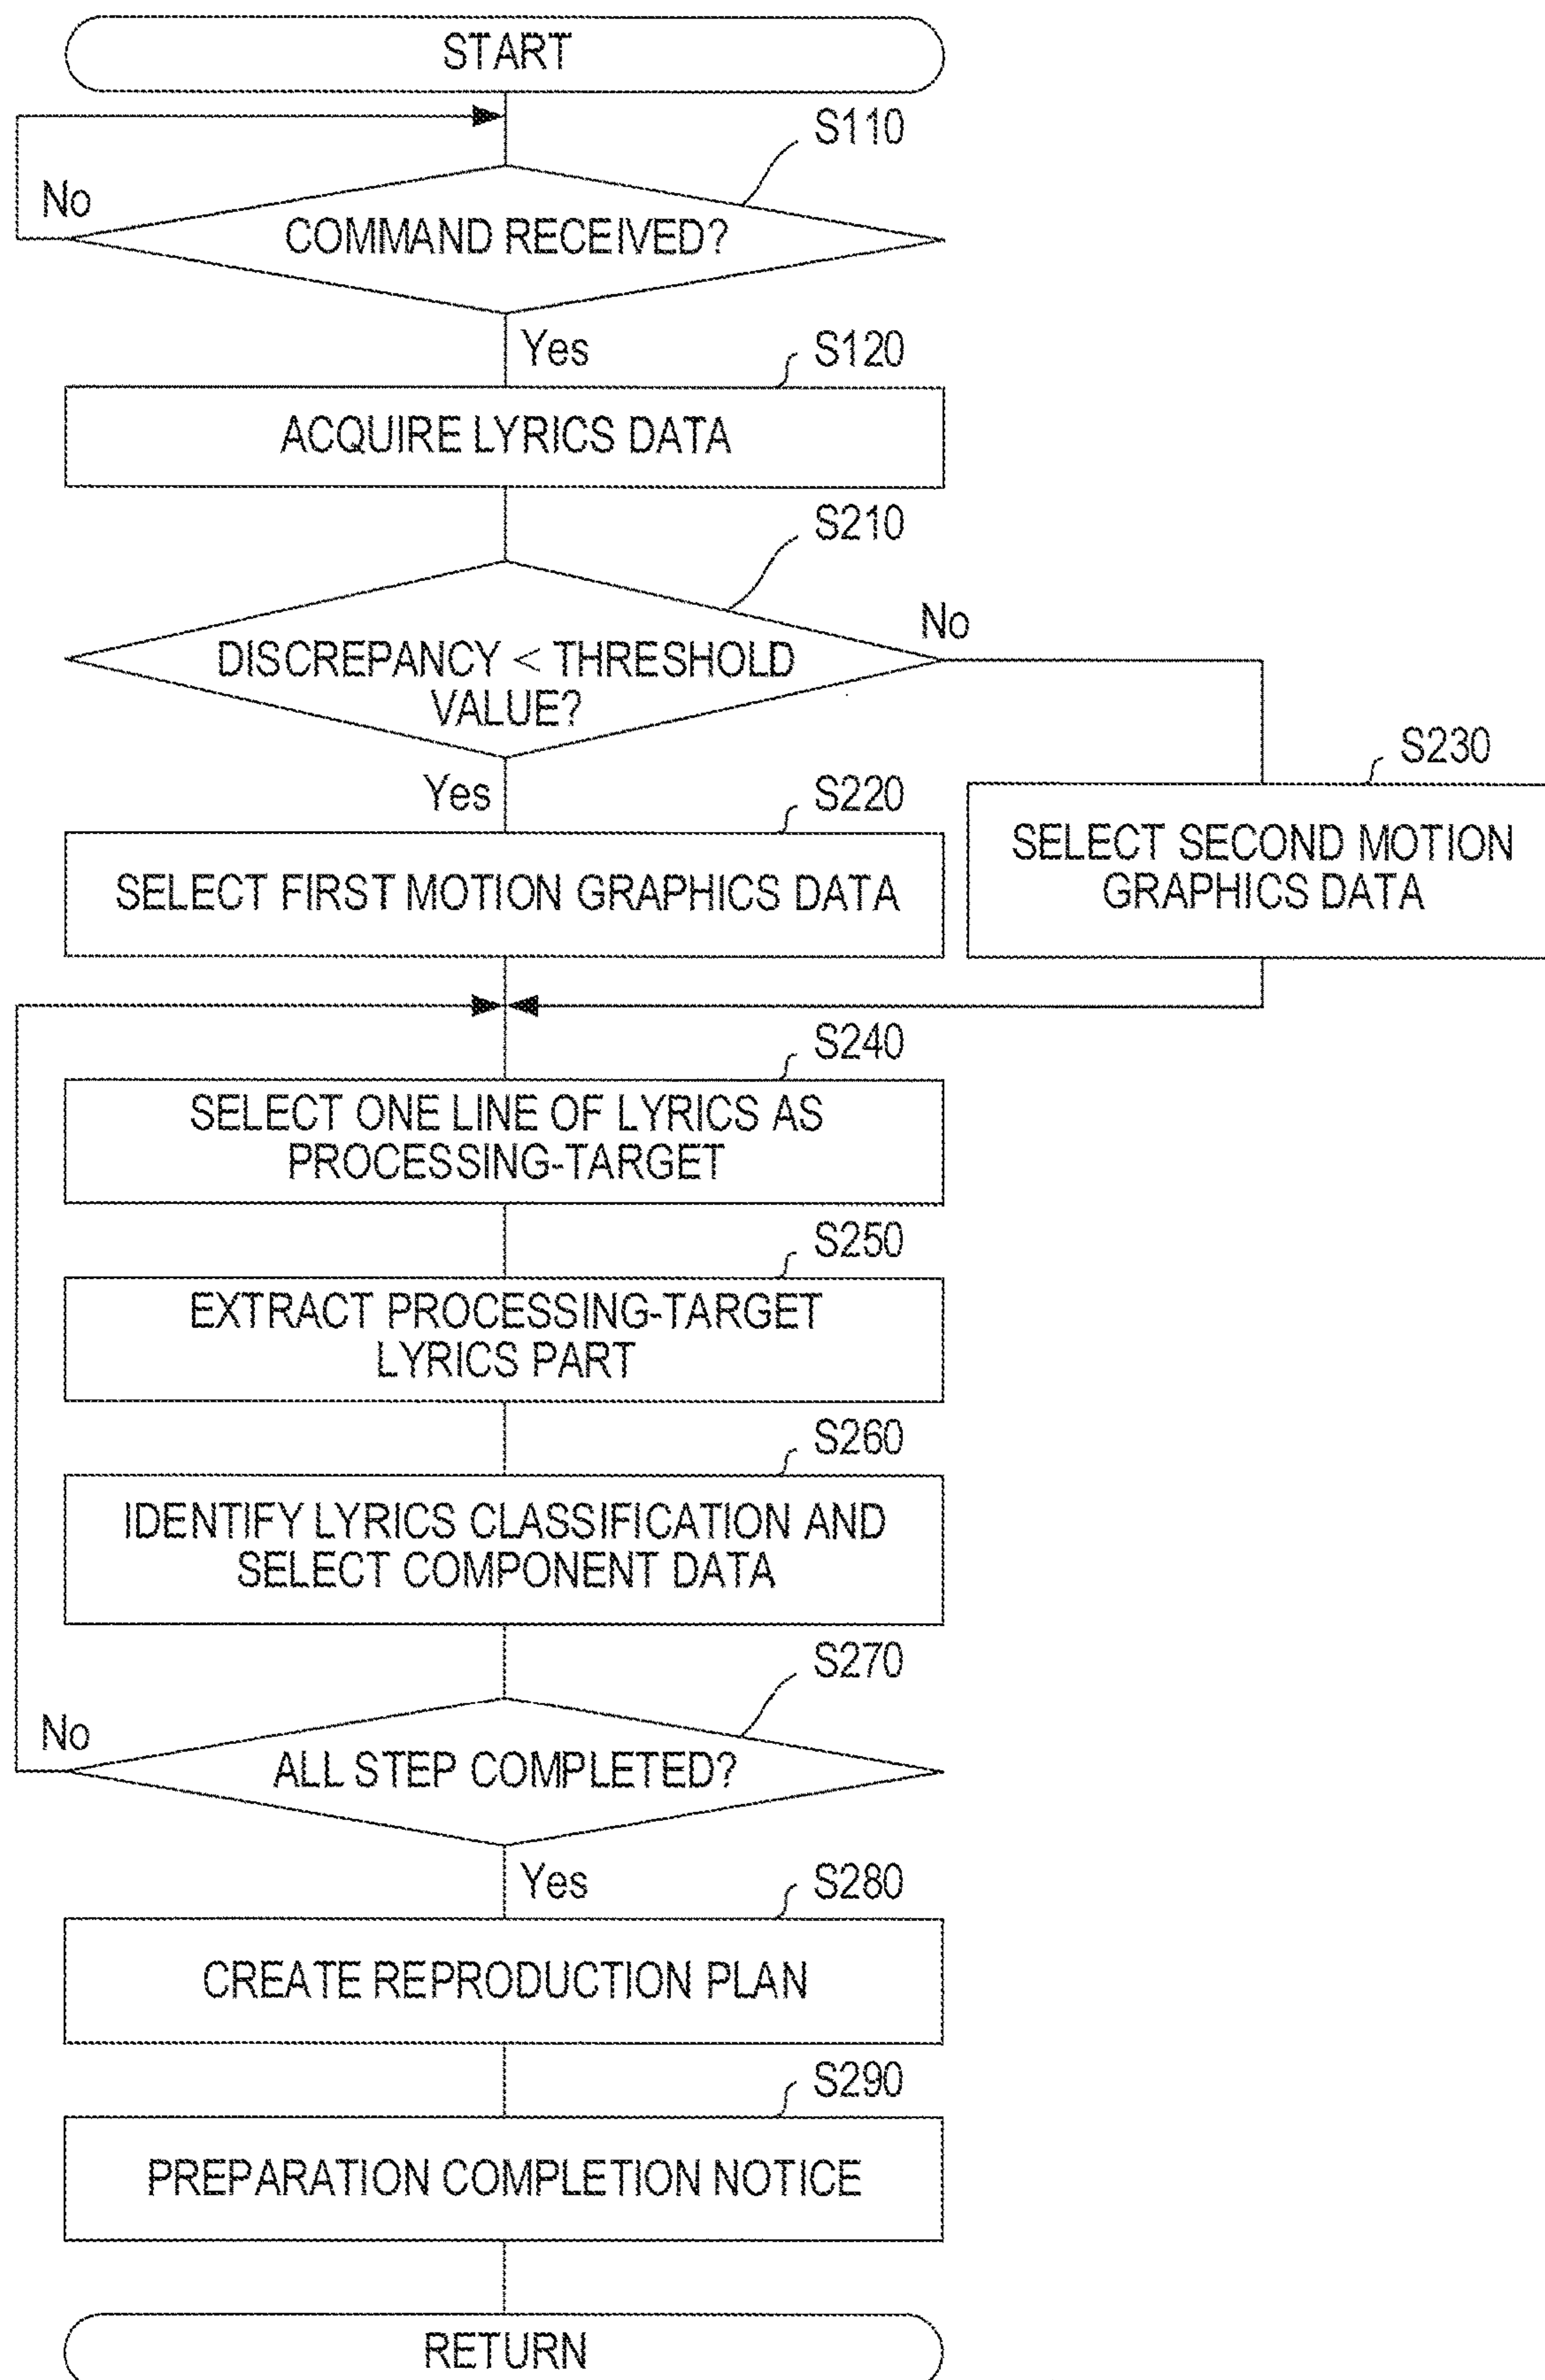 START
S110
No
COMMAND RECEIVED?
Yes
S120
ACQUIRE LYRICS DATA
S210
No
DISCREPANCY < THRESHOLD
VALUE?
Yes
S220
SELECT FIRST MOTION GRAPHICS DATA
S230
SELECT SECOND MOTION
GRAPHICS DATA
S240
SELECT ONE LINE OF LYRICS AS
PROCESSING-TARGET
S250
EXTRACT PROCESSING-TARGET
LYRICS PART
S260
IDENTIFY LYRICS CLASSIFICATION AND
SELECT COMPONENT DATA
S270
No
ALL STEP COMPLETED?
Yes
S280
CREATE REPRODUCTION PLAN
S290
PREPARATION COMPLETION NOTICE
RETURN